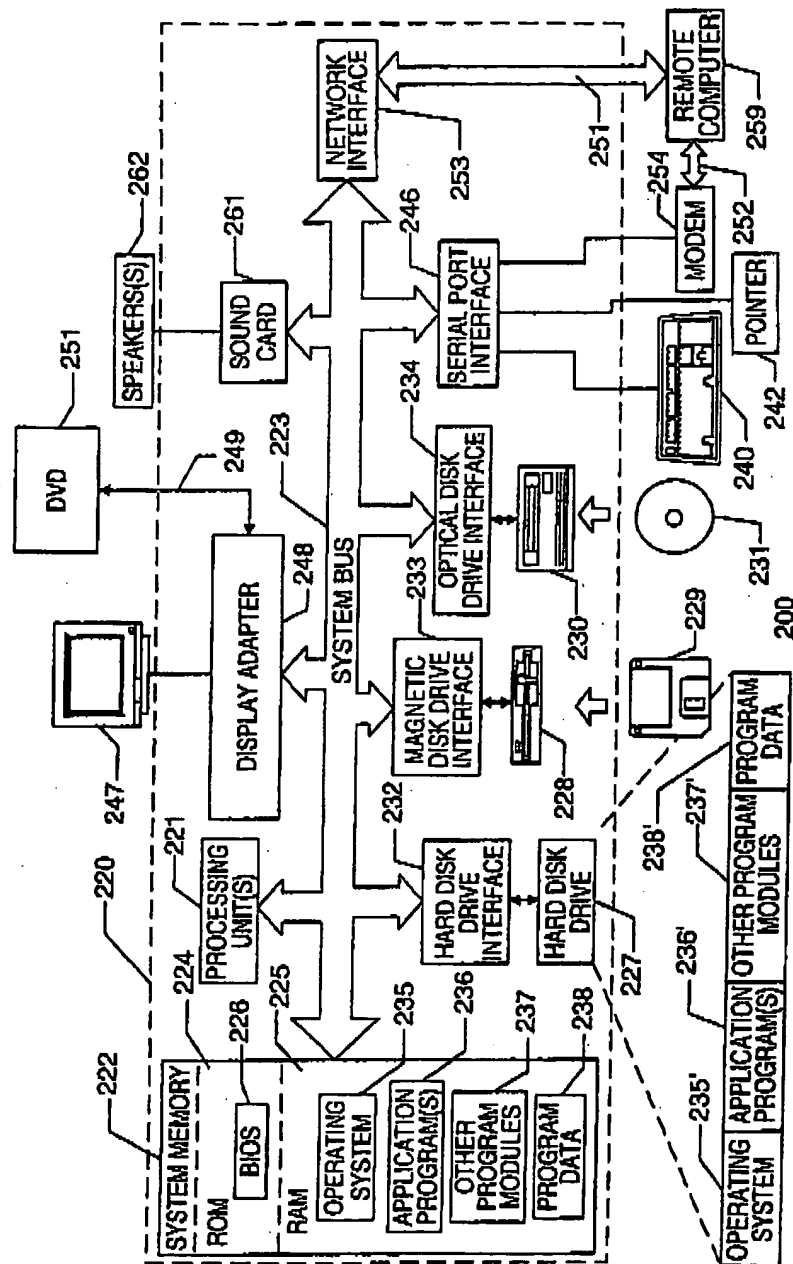 222
220
SYSTEM MEMORY
224
ROM
226
BIOS
225
RAM
235
OPERATING
SYSTEM
236
APPLICATION
PROGRAM(S)
237
OTHER
PROGRAM
MODULES
238
PROGRAM
DATA
221
PROCESSING
UNIT(S)
247
DISPLAY ADAPTER
248
DVD
251
249
223
SYSTEM BUS
SPEAKERS(S)
262
SOUND
CARD
261
NETWORK
INTERFACE
253
232
HARD DISK
DRIVE
INTERFACE
HARD DISK
DRIVE
227
233
MAGNETIC
DISK DRIVE
INTERFACE
228
229
234
OPTICAL DISK
DRIVE INTERFACE
230
231
246
SERIAL PORT
INTERFACE
240
242
POINTER
MODEM
254
252
251
REMOTE
COMPUTER
259
235'
OPERATING
SYSTEM
236'
APPLICATION
PROGRAM(S)
237'
OTHER PROGRAM
MODULES
238'
PROGRAM
DATA
200